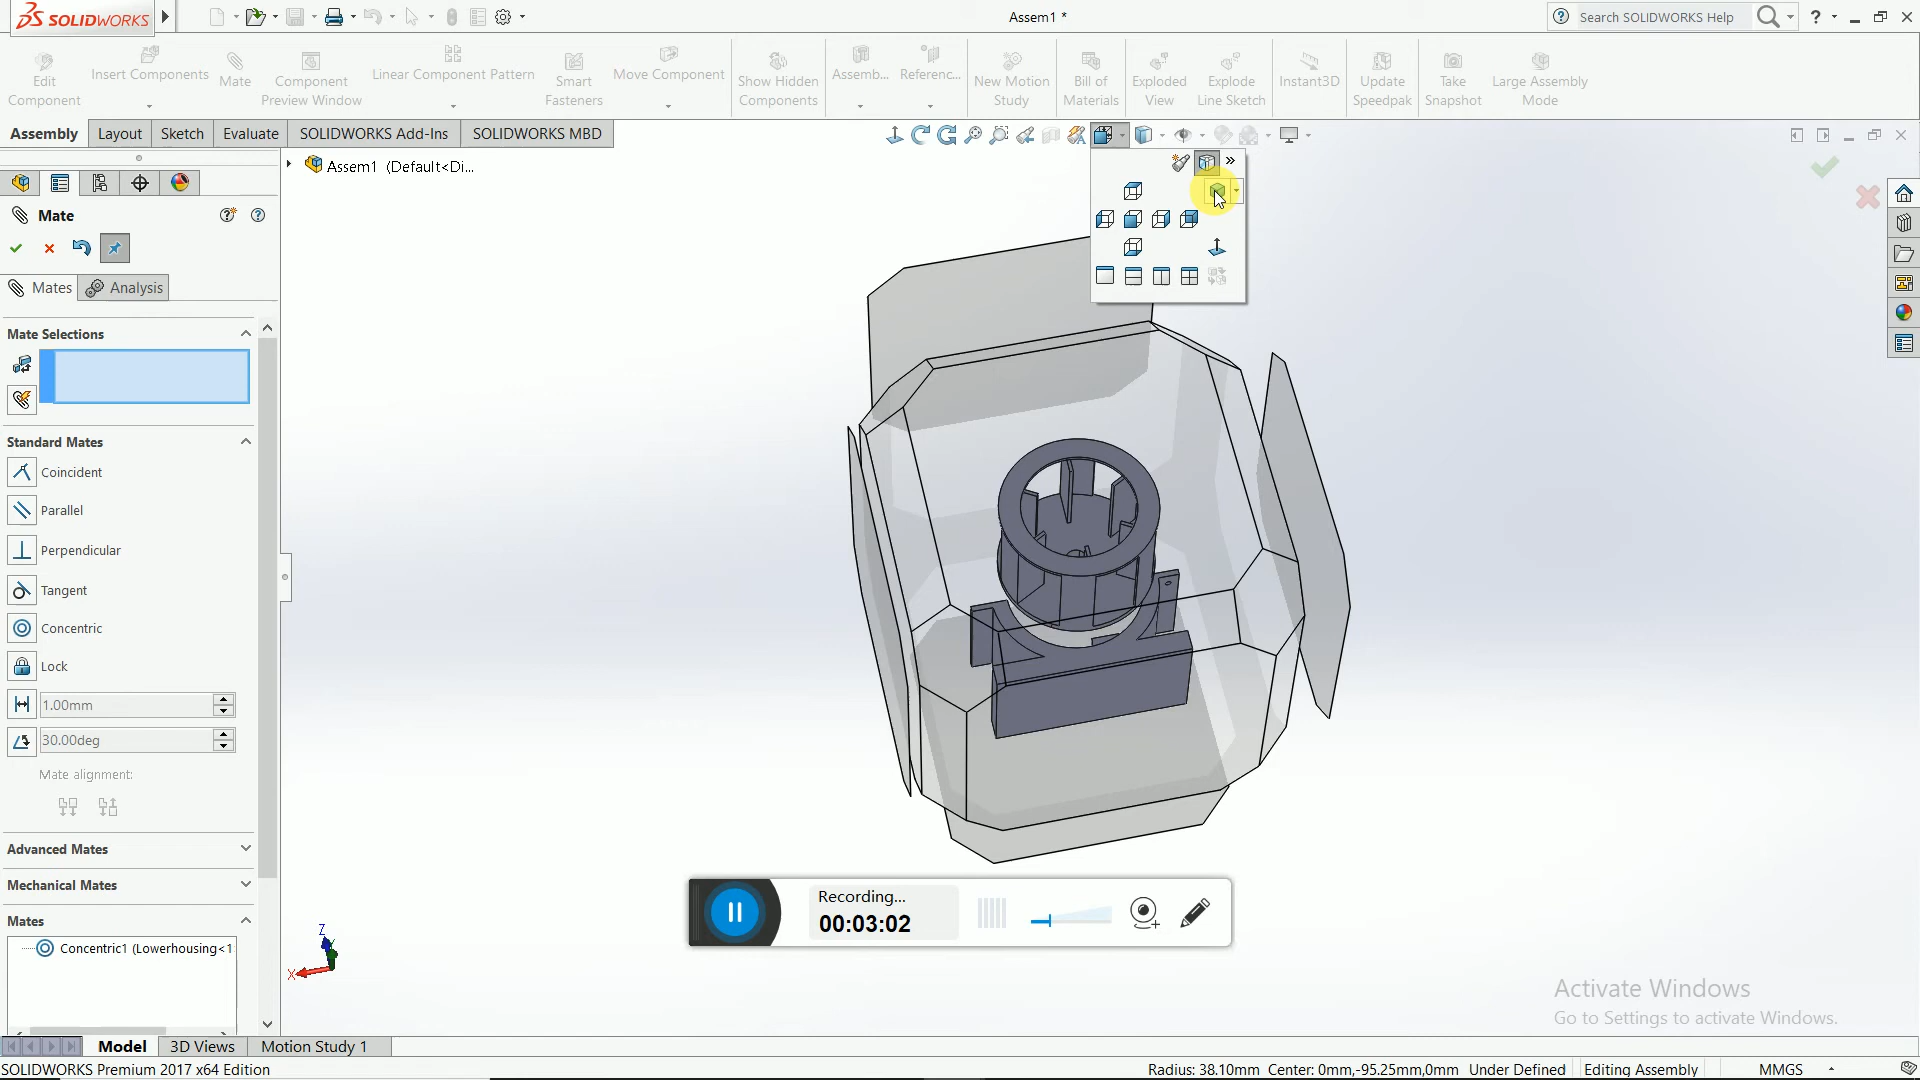 SOLIDWORKS
Assem1 *
Search SOLIDWORKS Help
Edit Component
Insert Components
Mate
Component Preview Window
Linear Component Pattern
Smart Fasteners
Move Component
Show Hidden Components
Assemb...
Referenc...
New Motion Study
Bill of Materials
Exploded View
Explode Line Sketch
Instant3D
Update Speedpak
Take Snapshot
Large Assembly Mode
Assembly
Layout
Sketch
Evaluate
SOLIDWORKS Add-Ins
SOLIDWORKS MBD
Assem1 (Default<Di...
Mate
Mates
Analysis
Mate Selections
Standard Mates
Coincident
Parallel
Perpendicular
Tangent
Concentric
Lock
1.00mm
30.00deg
Mate alignment:
Advanced Mates
Mechanical Mates
Mates
Concentric1 (Lowerhousing<1
Z
X
Recording...
00:03:02
Activate Windows
Go to Settings to activate Windows.
Model
3D Views
Motion Study 1
SOLIDWORKS Premium 2017 x64 Edition
Radius: 38.10mm Center: 0mm,-95.25mm,0mm
Under Defined
Editing Assembly
MMGS